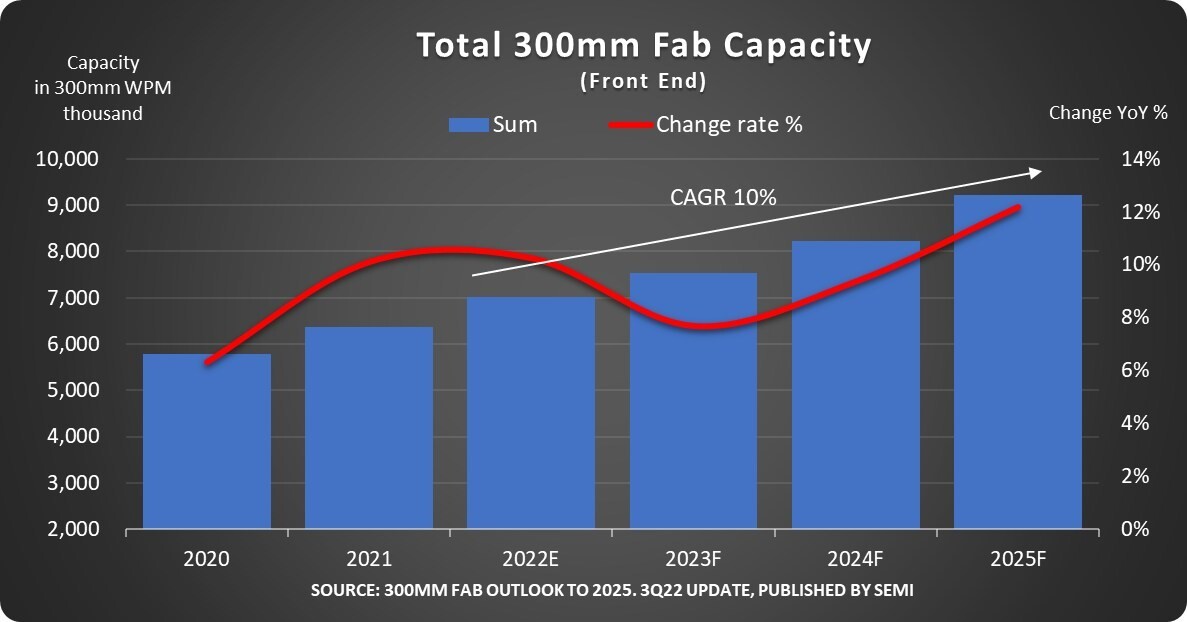 Total 300mm Fab Capacity
(Front End)
Capacity
in 300mm WPM
thousand
Change YoY %
Sum
Change rate %
10,000
9,000
8,000
7,000
6,000
5,000
4,000
3,000
2,000
CAGR 10%
14%
12%
10%
8%
6%
4%
2%
0%
2020
2021
2022E
2023F
2024F
2025F
SOURCE: 300MM FAB OUTLOOK TO 2025. 3Q22 UPDATE, PUBLISHED BY SEMI